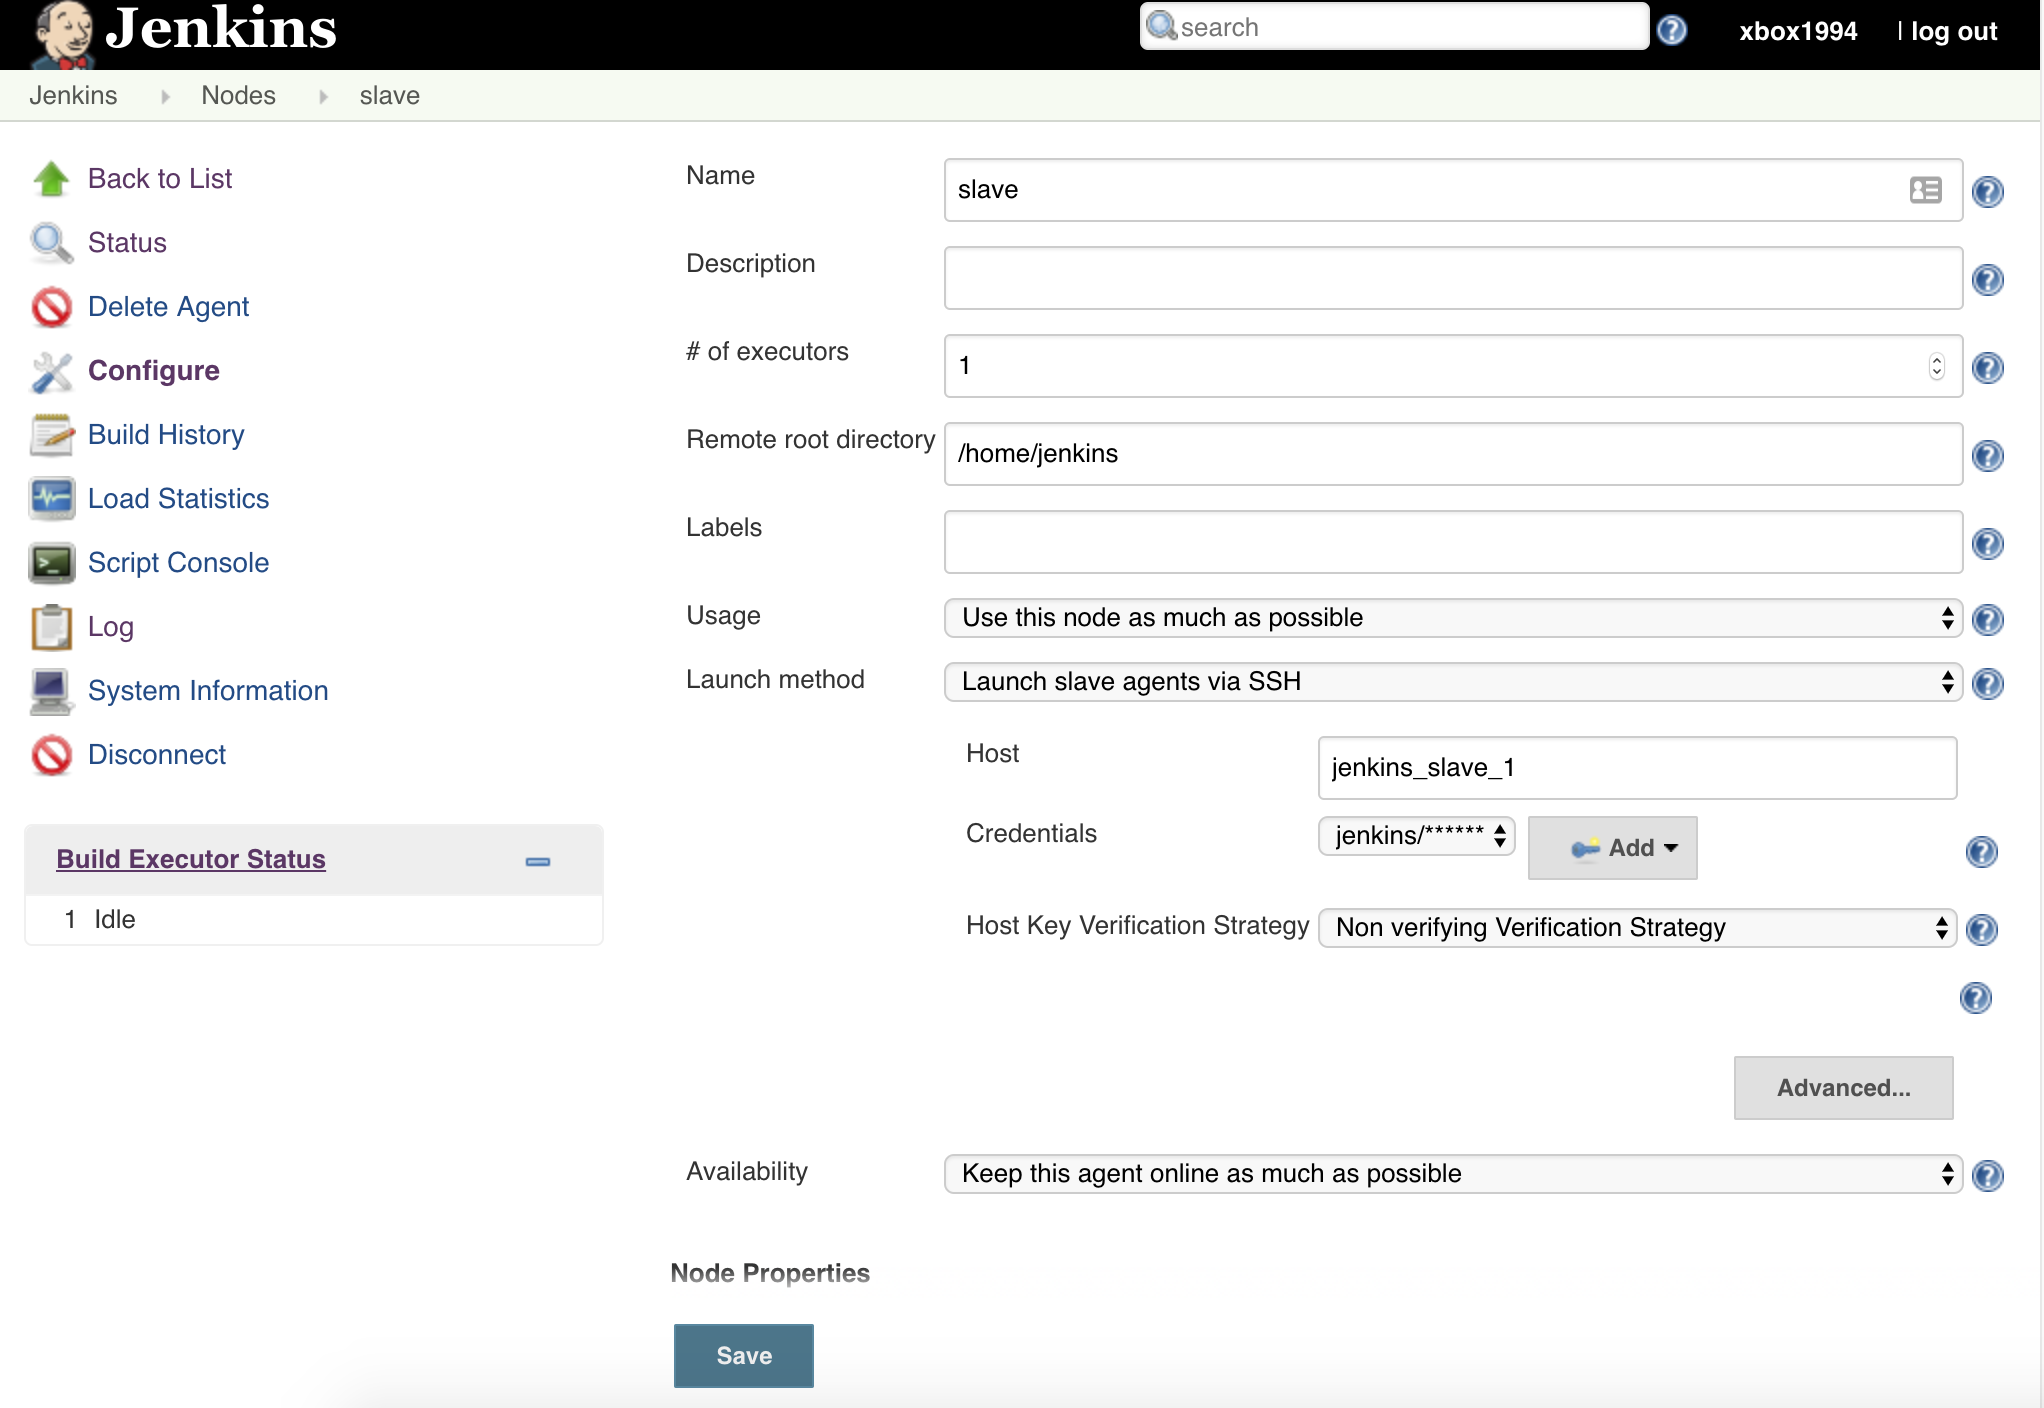 Jenkins
search
xbox1994
| log out
Jenkins
Nodes
slave
Back to List
Status
Delete Agent
Configure
Build History
Load Statistics
Script Console
Log
System Information
Disconnect
Build Executor Status
1 Idle
Name
slave
Description
# of executors
1
Remote root directory
/home/jenkins
Labels
Usage
Use this node as much as possible
Launch method
Launch slave agents via SSH
Host
jenkins_slave_1
Credentials
jenkins/******
Add
Host Key Verification Strategy
Non verifying Verification Strategy
Advanced...
Availability
Keep this agent online as much as possible
Node Properties
Save